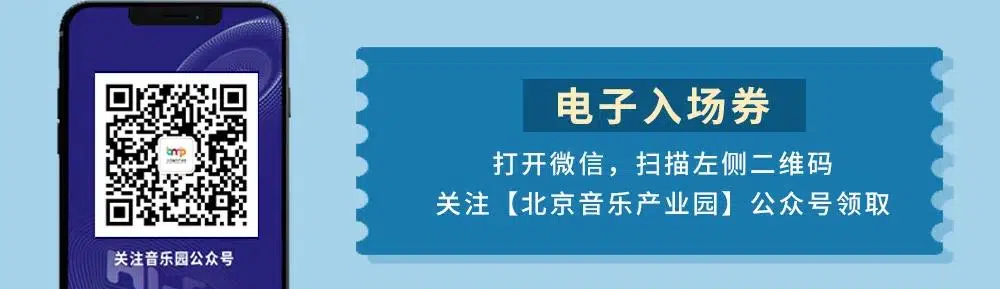 关注音乐园公众号
电子入场券
打开微信，扫描左侧二维码
关注【北京音乐产业园】公众号领取